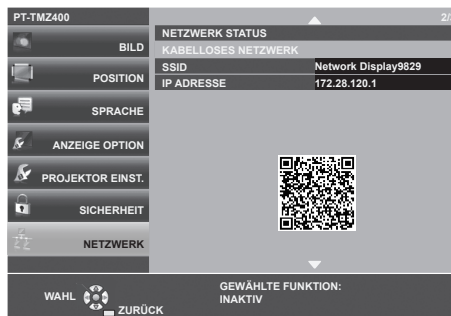 PT-TMZ400
2/
NETZWERK STATUS
KABELLOSES NETZWERK
SSID Network Display9829
IP ADRESSE 172.28.120.1
BILD
POSITION
SPRACHE
ANZEIGE OPTION
PROJEKTOR EINST.
SICHERHEIT
NETZWERK
WAHL
ZURÜCK
GEWÄHLTE FUNKTION:
INAKTIV